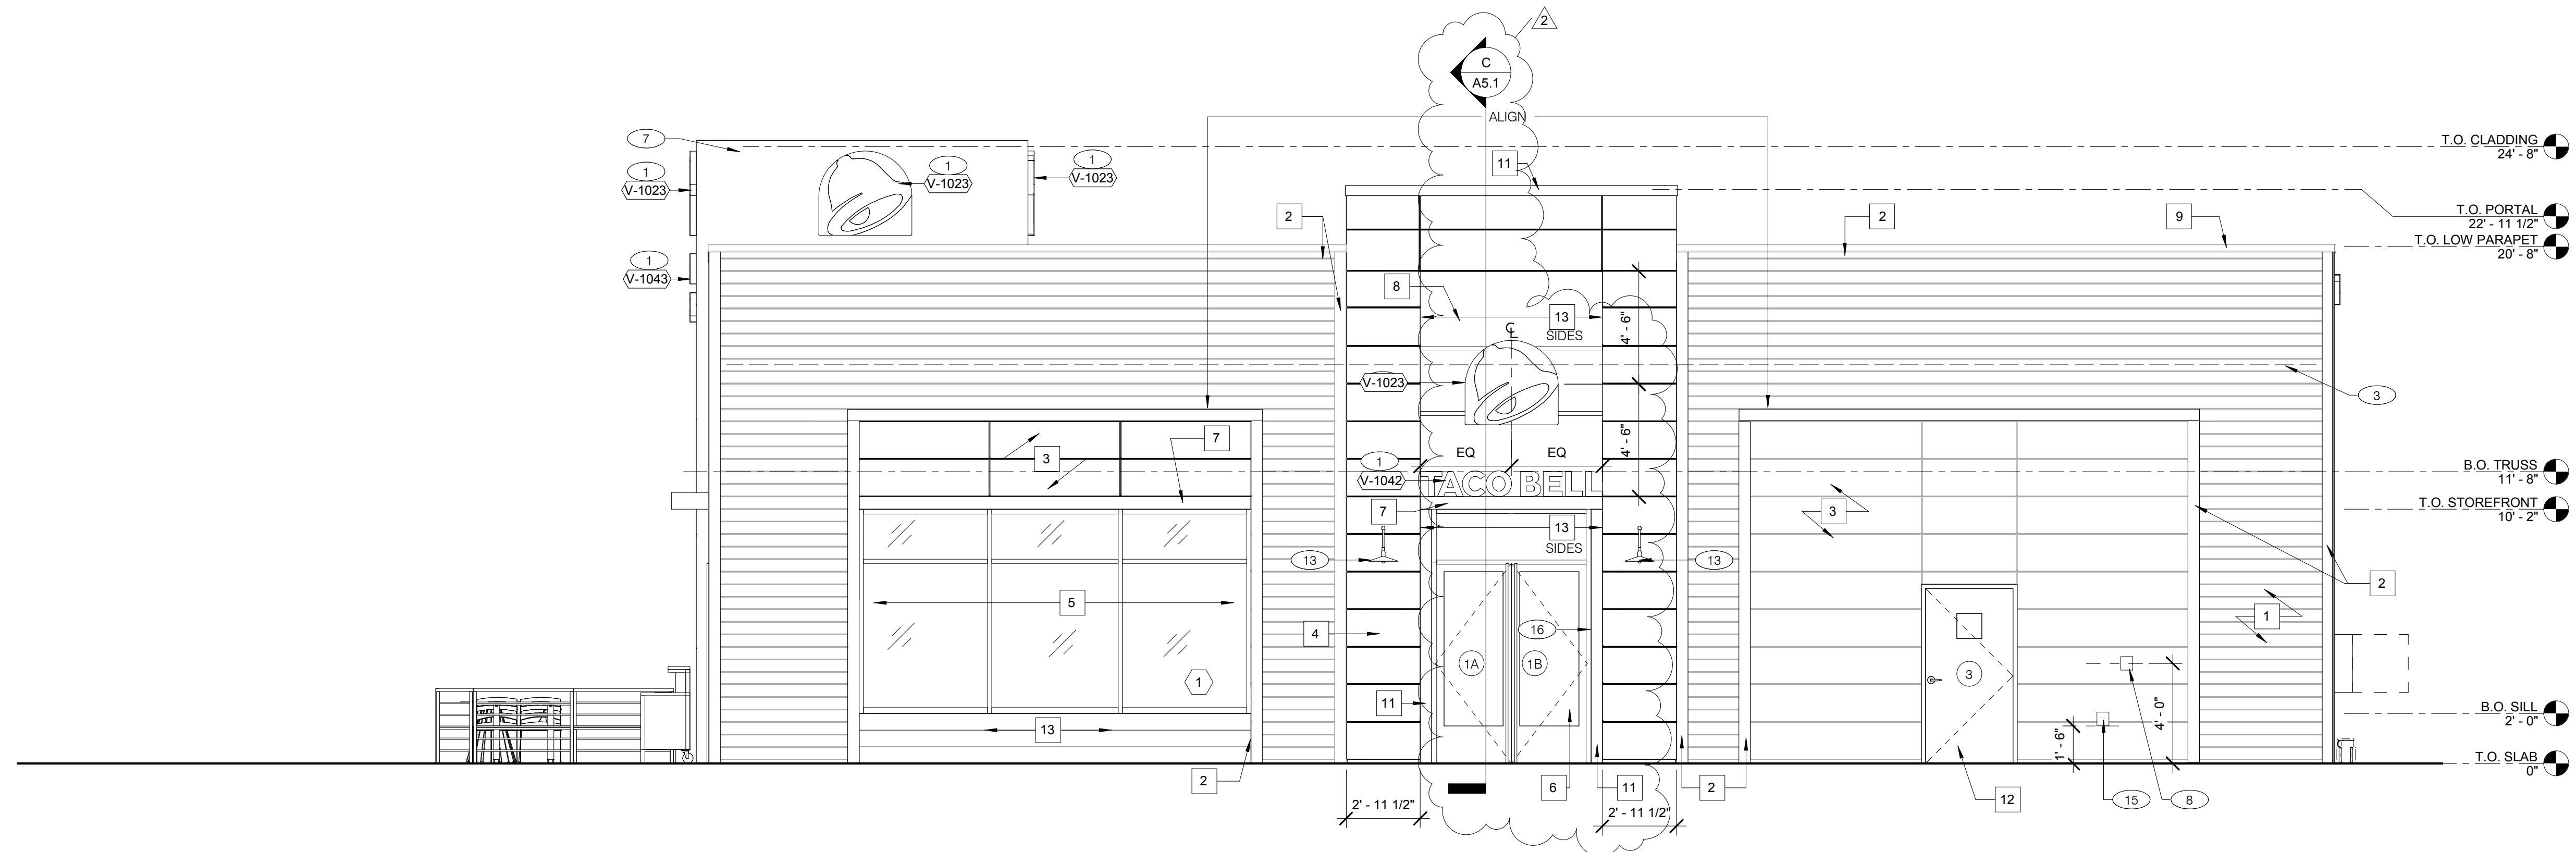 2
C
A5.1
ALIGN
7
T.O. CLADDING
24' - 8"
1
V-1023
1
V-1023
1
V-1023
11
T.O. PORTAL
22' - 11 1/2"
2
2
9
T.O. LOW PARAPET
20' - 8"
1
V-1043
8
13
SIDES
4' - 6"
CL
V-1023
3
7
3
EQ
EQ
4' - 6"
1
V-1042
TACO BELL
B.O. TRUSS
11' - 8"
7
3
T.O. STOREFRONT
10' - 2"
13
SIDES
13
13
5
2
4
16
1
1A
1B
3
1
11
13
4' - 0"
1' - 6"
B.O. SILL
2' - 0"
T.O. SLAB
0"
2
6
11
2
12
15
8
2' - 11 1/2"
2' - 11 1/2"